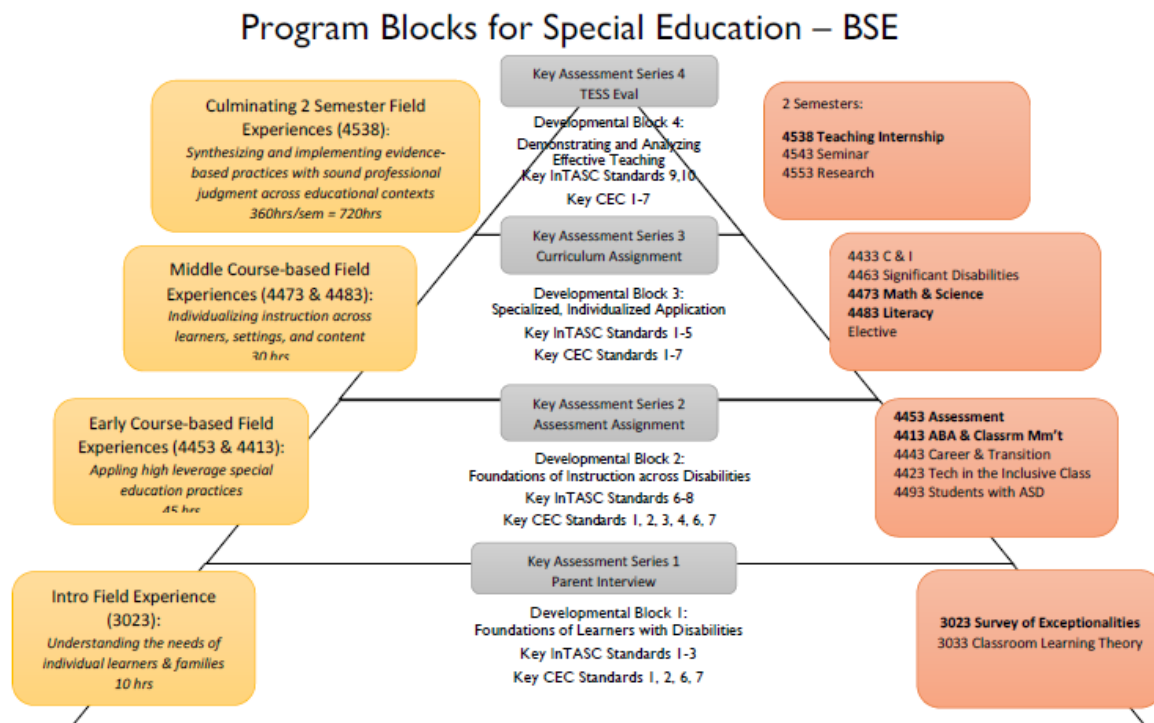 Program Blocks for Special Education – BSE
Key Assessment Series 4
TESS Eval
Culminating 2 Semester Field
Experiences (4538):
Synthesizing and implementing evidence-
based practices with sound professional
judgment across educational contexts
360hrs/sem = 720hrs
Developmental Block 4:
Demonstrating and Analyzing
Effective Teaching
Key InTASC Standards 9,10
Key CEC 1-7
2 Semesters:
4538 Teaching Internship
4543 Seminar
4553 Research
Key Assessment Series 3
Curriculum Assignment
Middle Course-based Field
Experiences (4473 & 4483):
Individualizing instruction across
learners, settings, and content
30 hrs
Developmental Block 3:
Specialized, Individualized Application
Key InTASC Standards 1-5
Key CEC Standards 1-7
4433 C & I
4463 Significant Disabilities
4473 Math & Science
4483 Literacy
Elective
Key Assessment Series 2
Assessment Assignment
Early Course-based Field
Experiences (4453 & 4413):
Appling high leverage special
education practices
45 hrs
Developmental Block 2:
Foundations of Instruction across Disabilities
Key InTASC Standards 6-8
Key CEC Standards 1, 2, 3, 4, 6, 7
4453 Assessment
4413 ABA & Classrm Mm't
4443 Career & Transition
4423 Tech in the Inclusive Class
4493 Students with ASD
Key Assessment Series 1
Parent Interview
Intro Field Experience
(3023):
Understanding the needs of
individual learners & families
10 hrs
Developmental Block 1:
Foundations of Learners with Disabilities
Key InTASC Standards 1-3
Key CEC Standards 1, 2, 6, 7
3023 Survey of Exceptionalities
3033 Classroom Learning Theory